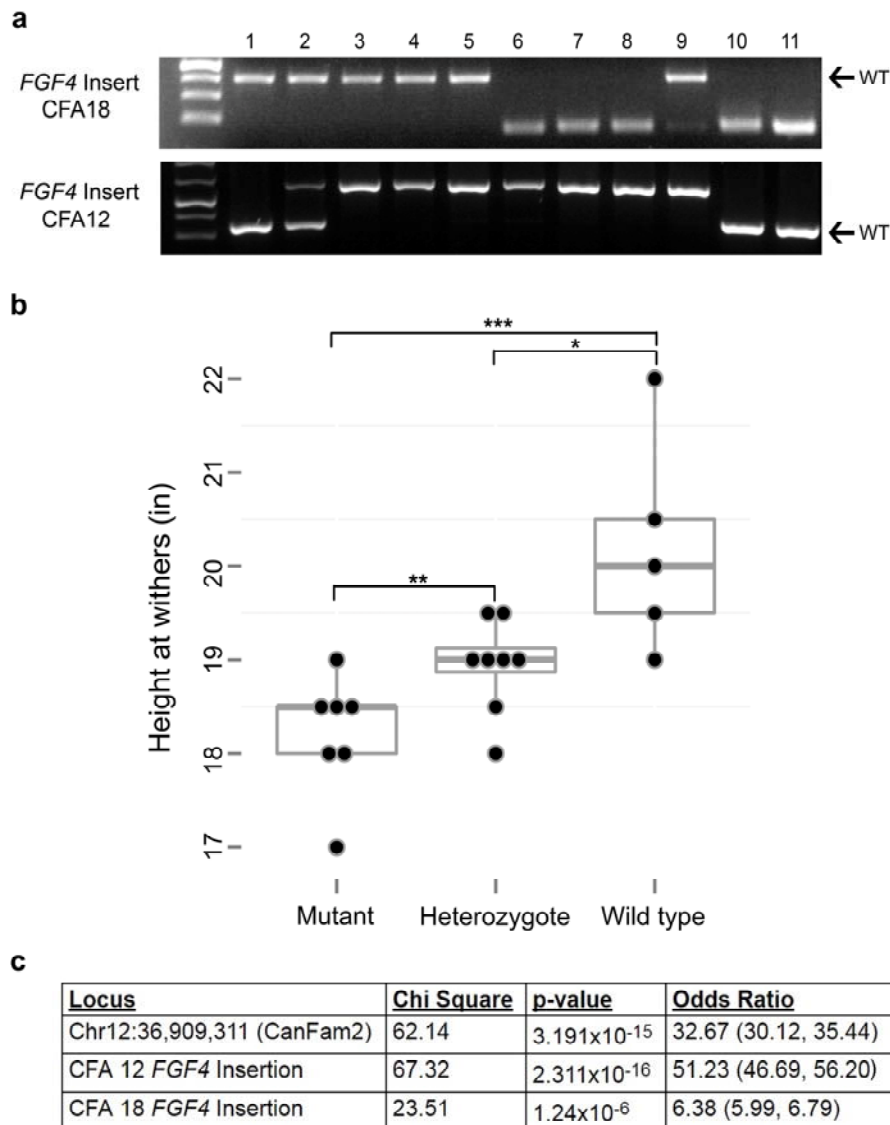 a
1 2 3 4 5 6 7 8 9 10 11
FGF4 Insert
CFA18
← WT
FGF4 Insert
CFA12
← WT
b
***
*
**
Height at withers (in)
22
21
20
19
18
17
Mutant Heterozygote Wild type
c
Locus Chi Square p-value Odds Ratio
Chr12:36,909,311 (CanFam2) 62.14 3.191x10-15 32.67 (30.12, 35.44)
CFA 12 FGF4 Insertion 67.32 2.311x10-16 51.23 (46.69, 56.20)
CFA 18 FGF4 Insertion 23.51 1.24x10-6 6.38 (5.99, 6.79)